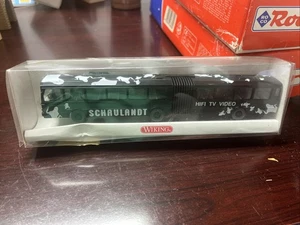 Ro
SCHAULANDT
HIFI TV VIDEO
WIKING